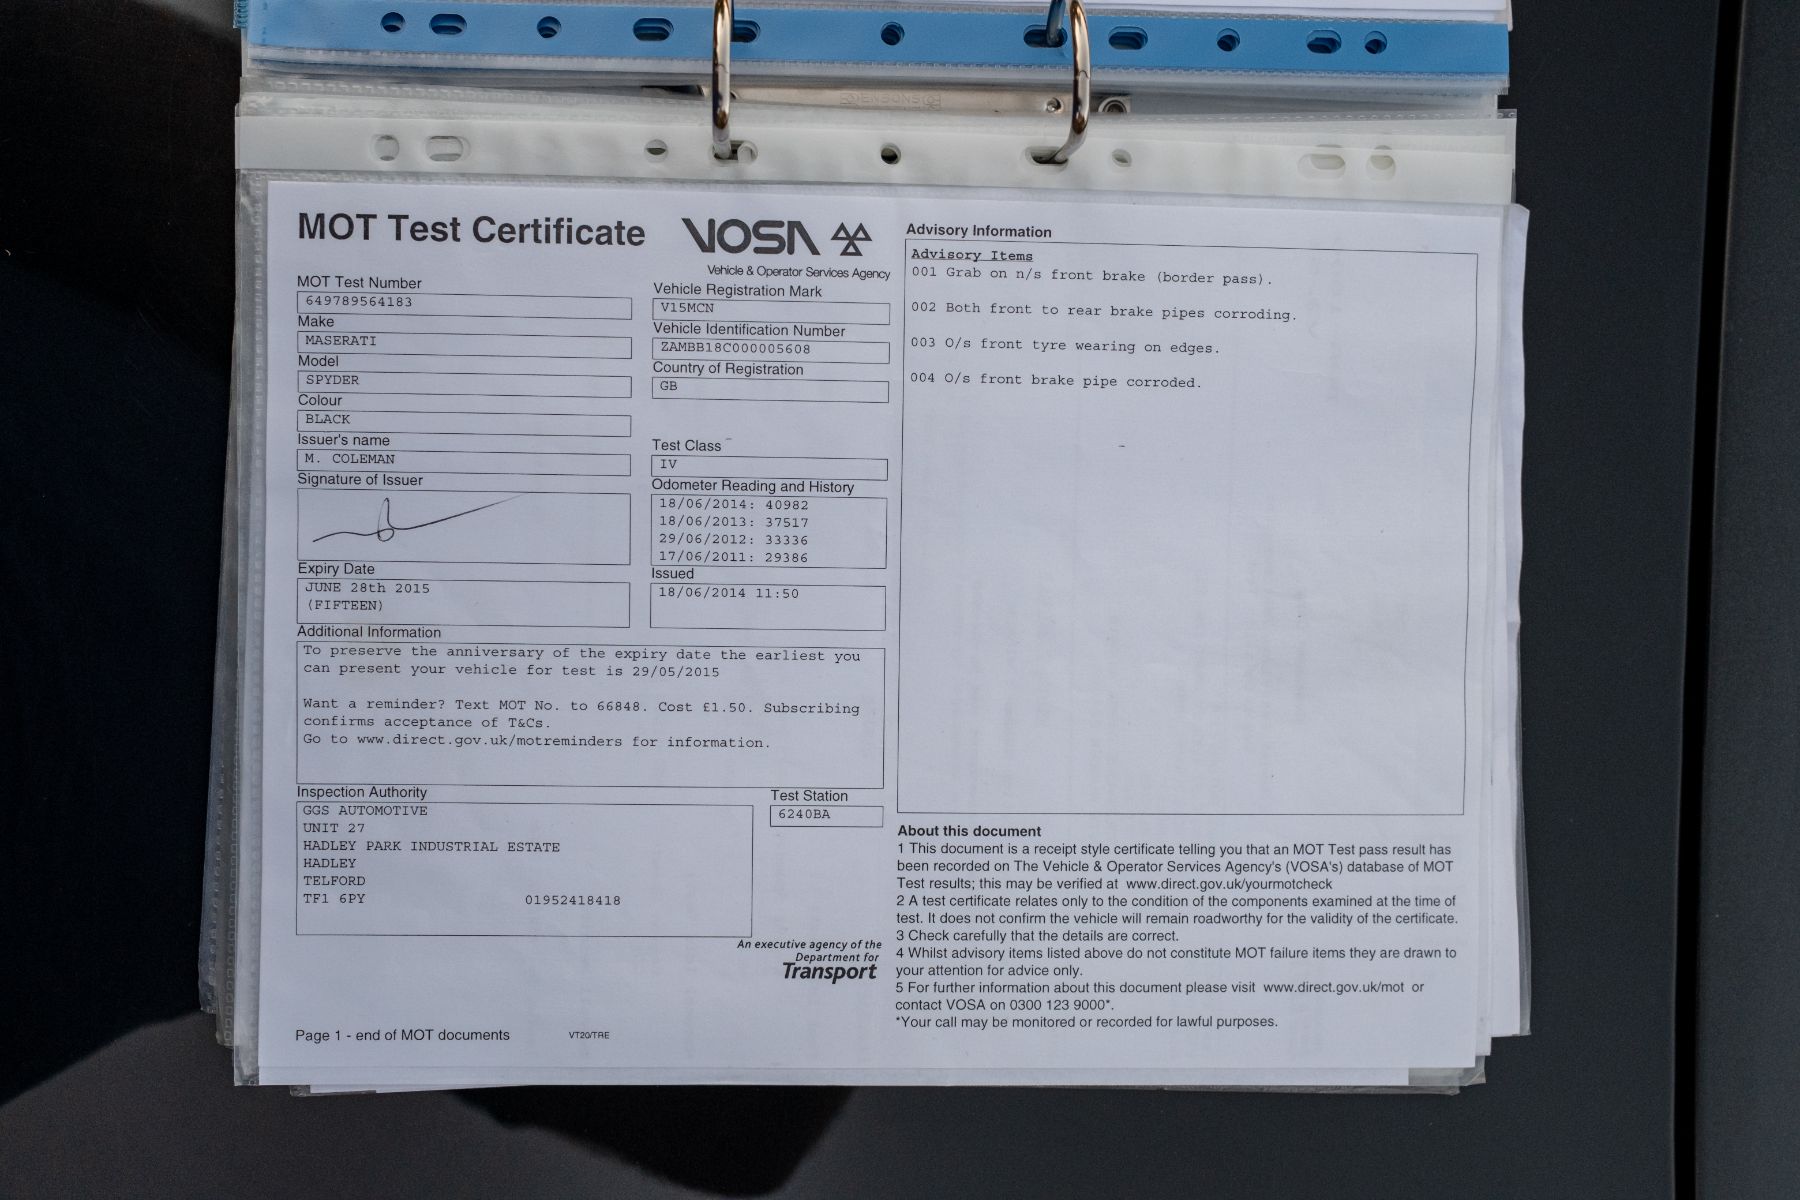 MOT Test Certificate
VOSA
Vehicle & Operator Services Agency
MOT Test Number
649789564183
Make
MASERATI
Model
SPYDER
Colour
BLACK
Issuer's name
M. COLEMAN
Signature of Issuer
Expiry Date
JUNE 28th 2015
(FIFTEEN)
Vehicle Registration Mark
V15MCN
Vehicle Identification Number
ZAMBB18C000005608
Country of Registration
GB
Test Class
IV
Odometer Reading and History
18/06/2014: 40982
18/06/2013: 37517
29/06/2012: 33336
17/06/2011: 29386
Issued
18/06/2014 11:50
Additional Information
To preserve the anniversary of the expiry date the earliest you
can present your vehicle for test is 29/05/2015
Want a reminder? Text MOT No. to 66848. Cost £1.50. Subscribing
confirms acceptance of T&Cs.
Go to www.direct.gov.uk/motreminders for information.
Inspection Authority
GGS AUTOMOTIVE
UNIT 27
HADLEY PARK INDUSTRIAL ESTATE
HADLEY
TELFORD
TF1 6PY 01952418418
Test Station
6240BA
An executive agency of the
Department for
Transport
Page 1 - end of MOT documents VT20/TRE
Advisory Information
Advisory Items
001 Grab on n/s front brake (border pass).
002 Both front to rear brake pipes corroding.
003 O/s front tyre wearing on edges.
004 O/s front brake pipe corroded.
About this document
1 This document is a receipt style certificate telling you that an MOT Test pass result has
been recorded on The Vehicle & Operator Services Agency's (VOSA's) database of MOT
Test results; this may be verified at www.direct.gov.uk/yourmotcheck
2 A test certificate relates only to the condition of the components examined at the time of
test. It does not confirm the vehicle will remain roadworthy for the validity of the certificate.
3 Check carefully that the details are correct.
4 Whilst advisory items listed above do not constitute MOT failure items they are drawn to
your attention for advice only.
5 For further information about this document please visit www.direct.gov.uk/mot or
contact VOSA on 0300 123 9000*.
*Your call may be monitored or recorded for lawful purposes.